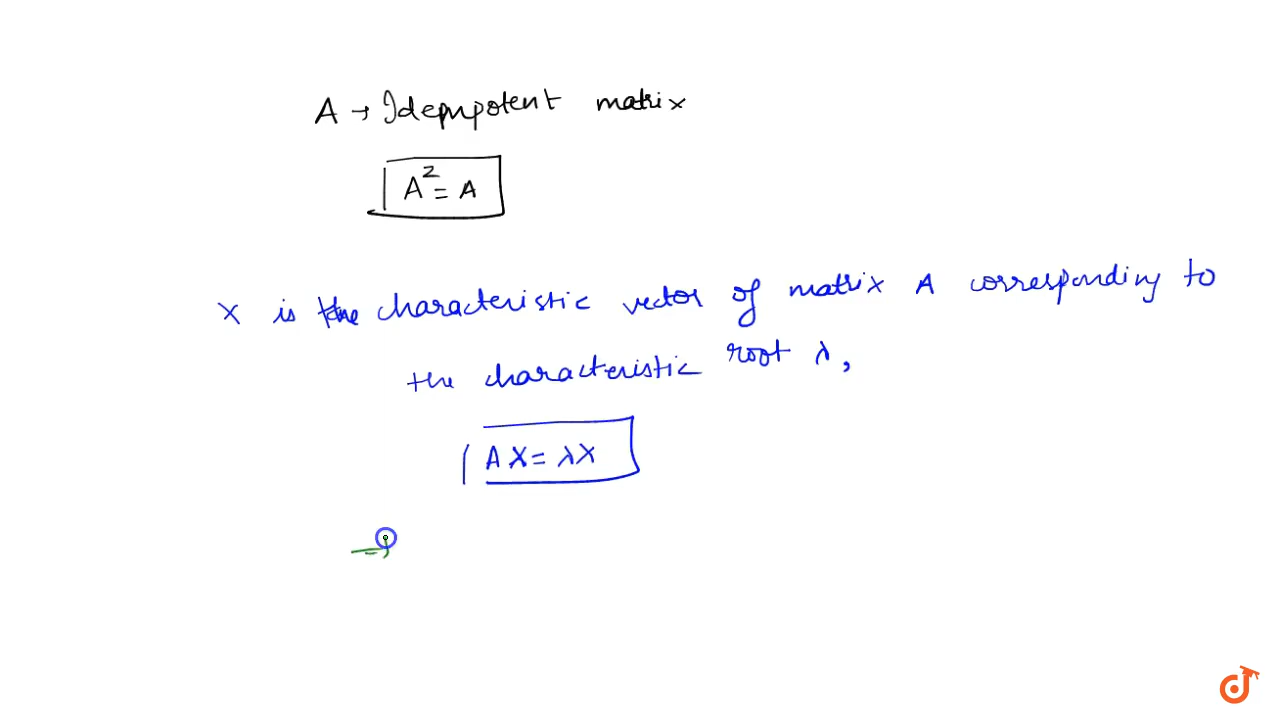 A → Idempotent matrix
A² = A
X is the characteristic vector of matrix A corresponding to
the characteristic root λ,
AX = λX
⇒